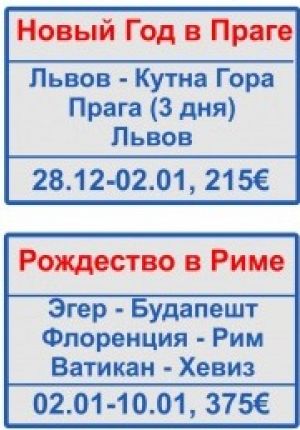 Новый Год в Праге
Львов - Кутна Гора
Прага (3 дня)
Львов
28.12-02.01, 215€
Рождество в Риме
Эгер - Будапешт
Флоренция - Рим
Ватикан - Хевиз
02.01-10.01, 375€